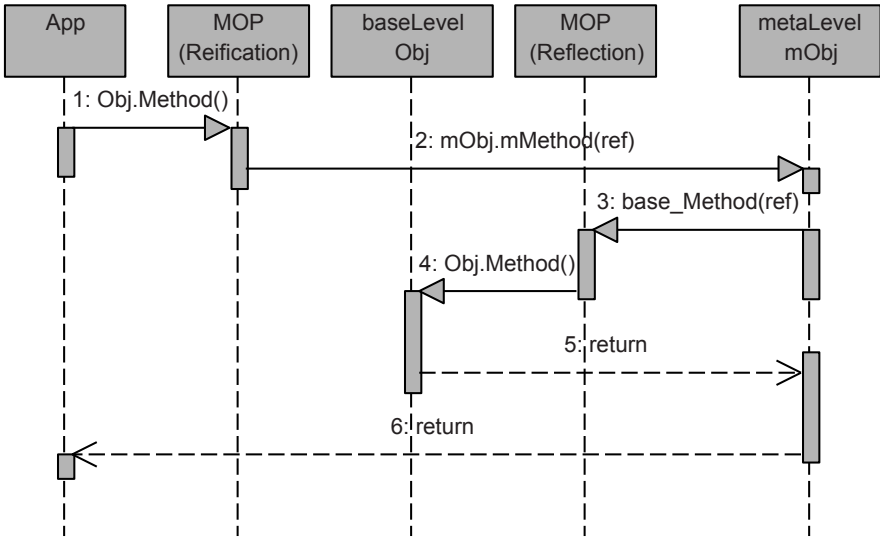 App
MOP
(Reification)
baseLevel
Obj
MOP
(Reflection)
metaLevel
mObj
1: Obj.Method()
2: mObj.mMethod(ref)
3: base_Method(ref)
4: Obj.Method()
5: return
6: return